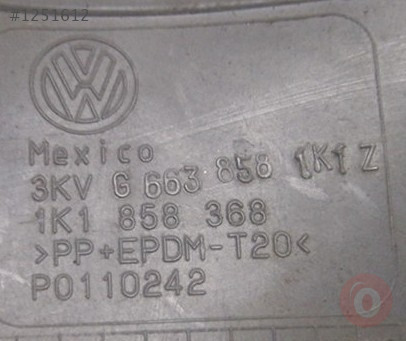 #1251612
Mexico
3KV G 663 858 1K1 Z
1K1 858 368
>PP+EPDM-T20<
P0110242